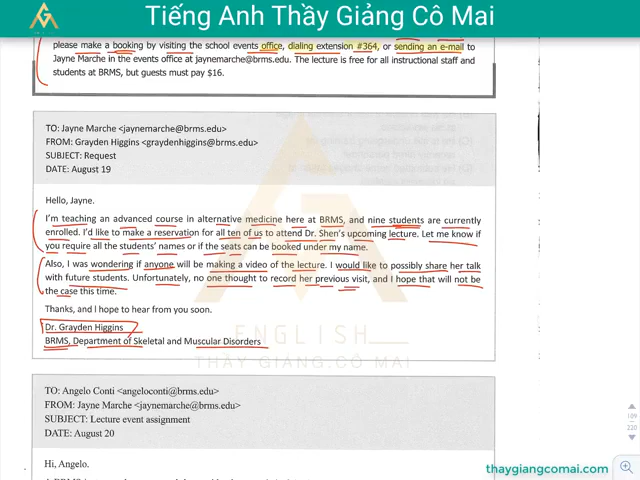 Tiếng Anh Thầy Giảng Cô Mai
please make a booking by visiting the school events office, dialing extension #364, or sending an e-mail to
Jayne Marche in the events office at jaynemarche@brms.edu. The lecture is free for all instructional staff and
students at BRMS, but guests must pay $16.
TO: Jayne Marche <jaynemarche@brms.edu>
FROM: Grayden Higgins <graydenhiggins@brms.edu>
SUBJECT: Request
DATE: August 19
Hello, Jayne.
I'm teaching an advanced course in alternative medicine here at BRMS, and nine students are currently
enrolled. I'd like to make a reservation for all ten of us to attend Dr. Shen's upcoming lecture. Let me know if
you require all the students' names or if the seats can be booked under my name.
Also, I was wondering if anyone will be making a video of the lecture. I would like to possibly share her talk
with future students. Unfortunately, no one thought to record her previous visit, and I hope that will not be
the case this time.
Thanks, and I hope to hear from you soon.
Dr. Grayden Higgins
BRMS, Department of Skeletal and Muscular Disorders
ENGLISH
THẦY GIẢNG.CÔ MAI
TO: Angelo Conti <angeloconti@brms.edu>
FROM: Jayne Marche <jaynemarche@brms.edu>
SUBJECT: Lecture event assignment
DATE: August 20
Hi, Angelo.
189
220
thaygiangcomai.com